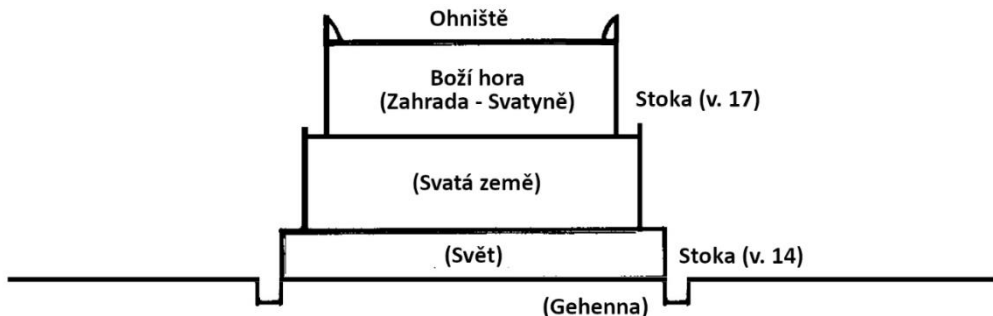 Ohniště
Boží hora
(Zahrada - Svatyně)
Stoka (v. 17)
(Svatá země)
(Svět)
Stoka (v. 14)
(Gehenna)